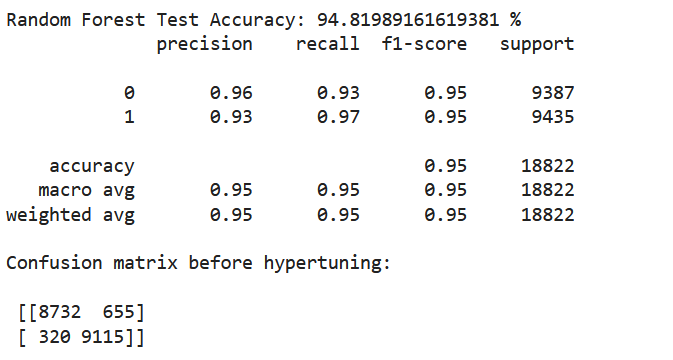 Random Forest Test Accuracy: 94.81989161619381 %
precision recall f1-score support
0 0.96 0.93 0.95 9387
1 0.93 0.97 0.95 9435
accuracy 0.95 18822
macro avg 0.95 0.95 0.95 18822
weighted avg 0.95 0.95 0.95 18822
Confusion matrix before hypertuning:
[[8732 655]
[ 320 9115]]